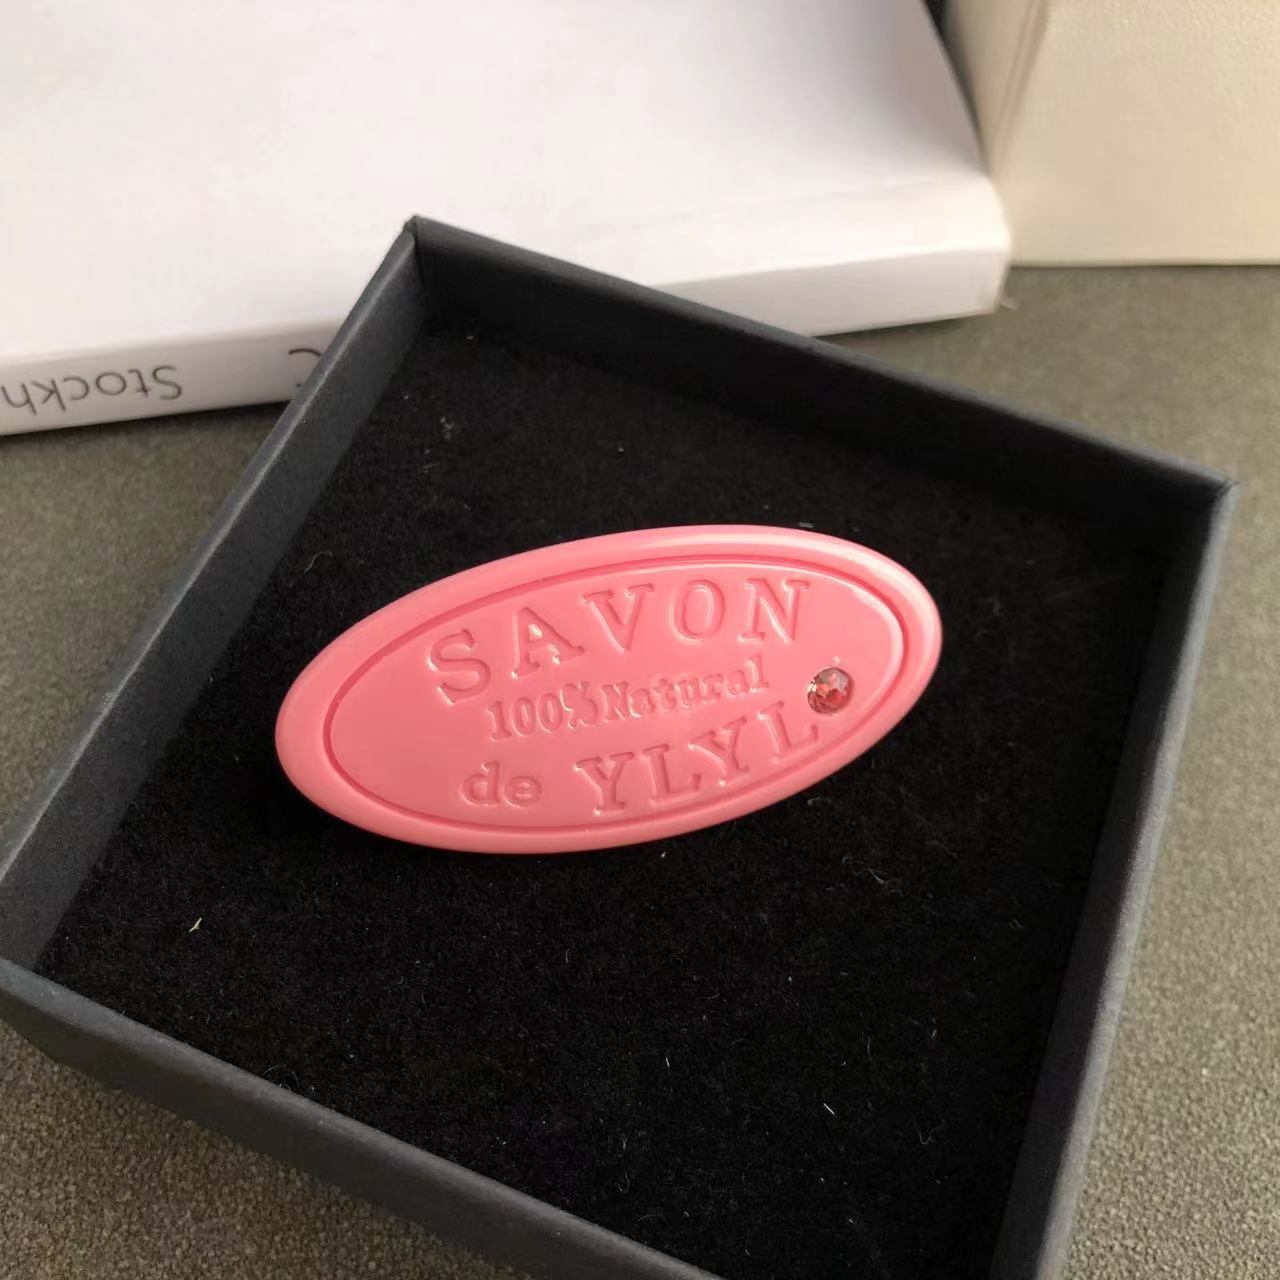 SAVON
100% Natural
de YLYL
Stockh